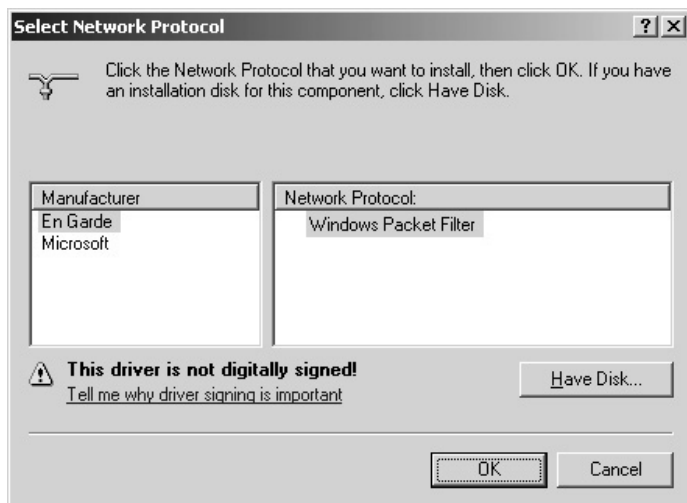 Select Network Protocol
Click the Network Protocol that you want to install, then click OK. If you have
an installation disk for this component, click Have Disk.
Manufacturer
En Garde
Microsoft
Network Protocol:
Windows Packet Filter
This driver is not digitally signed!
Tell me why driver signing is important
Have Disk...
OK
Cancel